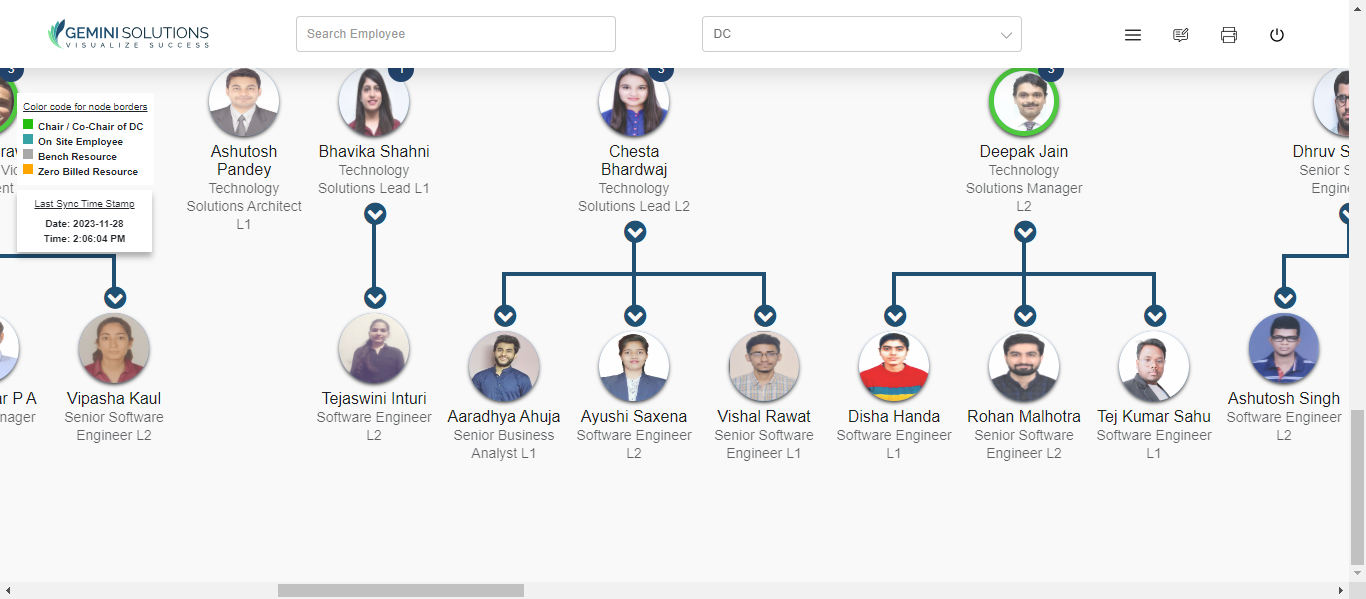 GEMINI SOLUTIONS
VISUALIZE SUCCESS
Search Employee
DC
3
1
3
3
Color code for node borders
Chair / Co-Chair of DC
On Site Employee
Bench Resource
Zero Billed Resource
Last Sync Time Stamp
Date: 2023-11-28
Time: 2:06:04 PM
Ashutosh
Pandey
Technology
Solutions Architect
L1
Bhavika Shahni
Technology
Solutions Lead L1
Chesta
Bhardwaj
Technology
Solutions Lead L2
Deepak Jain
Technology
Solutions Manager
L2
Dhruv S
Senior S
Engine
ar P A
nager
Vipasha Kaul
Senior Software
Engineer L2
Tejaswini Inturi
Software Engineer
L2
Aaradhya Ahuja
Senior Business
Analyst L1
Ayushi Saxena
Software Engineer
L2
Vishal Rawat
Senior Software
Engineer L1
Disha Handa
Software Engineer
L1
Rohan Malhotra
Senior Software
Engineer L2
Tej Kumar Sahu
Software Engineer
L1
Ashutosh Singh
Software Engineer
L2